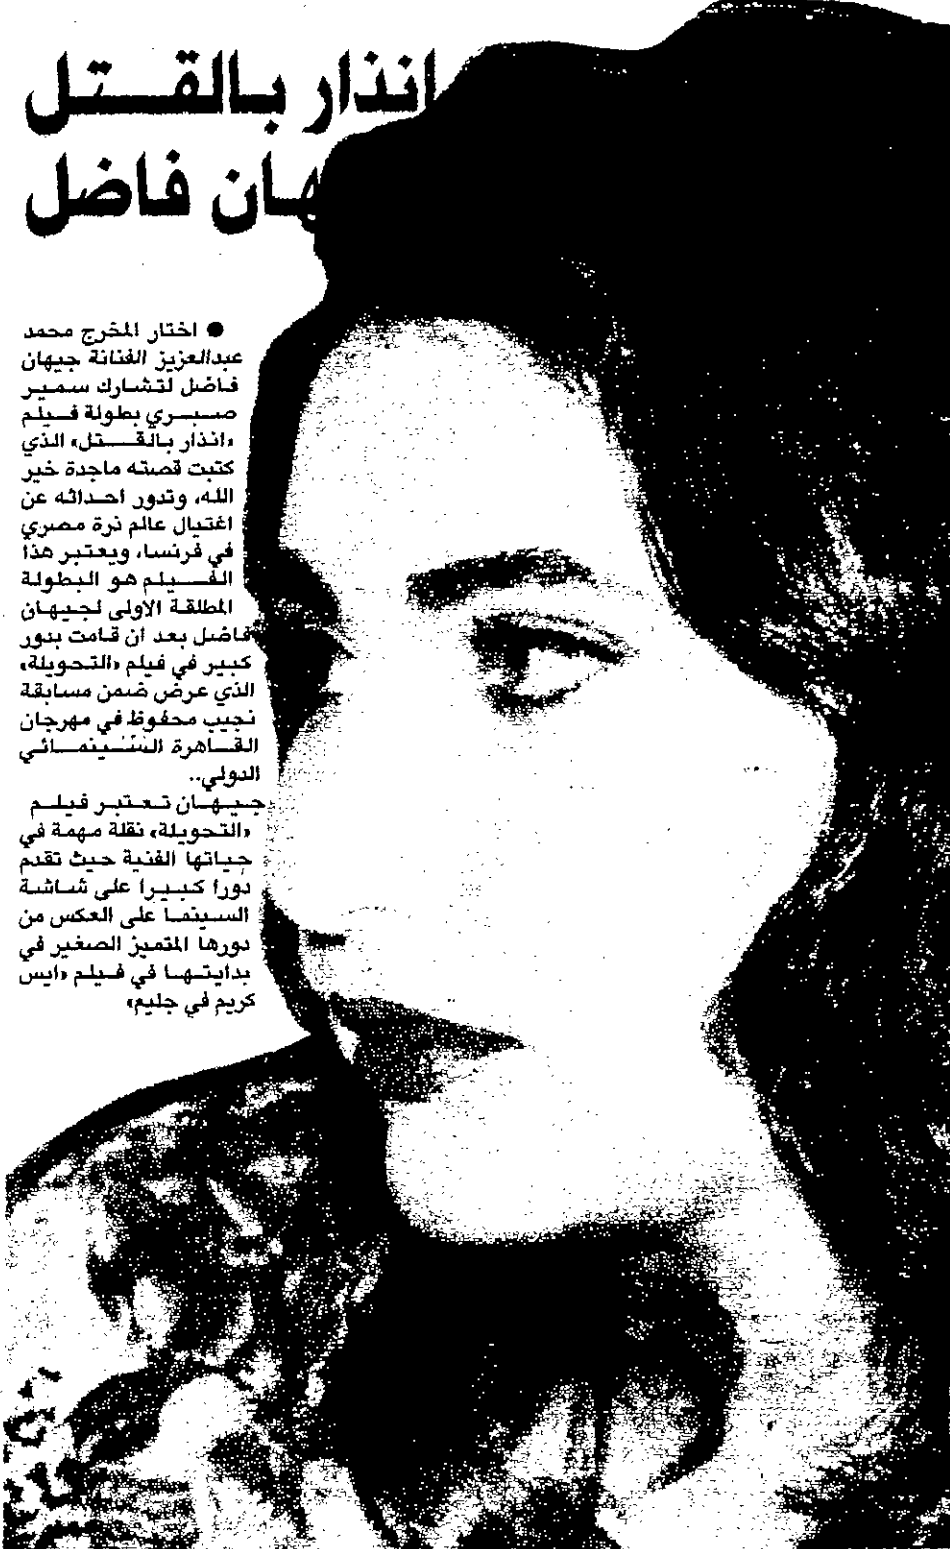 انذار بالقتل
هان فاضل
● اختار المخرج محمد
عبدالعزيز الفنانة جيهان
فاضل لتشارك سمير
صبري بطولة فيلم
«انذار بالقتل» الذي
كتبت قصته ماجدة خير
الله، وتدور احداثه عن
اغتيال عالم ذرة مصري
في فرنسا، ويعتبر هذا
الفيلم هو البطولة
المطلقة الاولى لجيهان
فاضل بعد ان قامت بدور
كبير في فيلم «التحويلة»
الذي عرض ضمن مسابقة
نجيب محفوظ في مهرجان
القاهرة السينمائي
الدولي..
جيهان تعتبر فيلم
«التحويلة» نقلة مهمة في
حياتها الفنية حيث تقدم
دورا كبيرا على شاشة
السينما على العكس من
دورها المتميز الصغير في
بدايتها في فيلم «ايس
كريم في جليم»